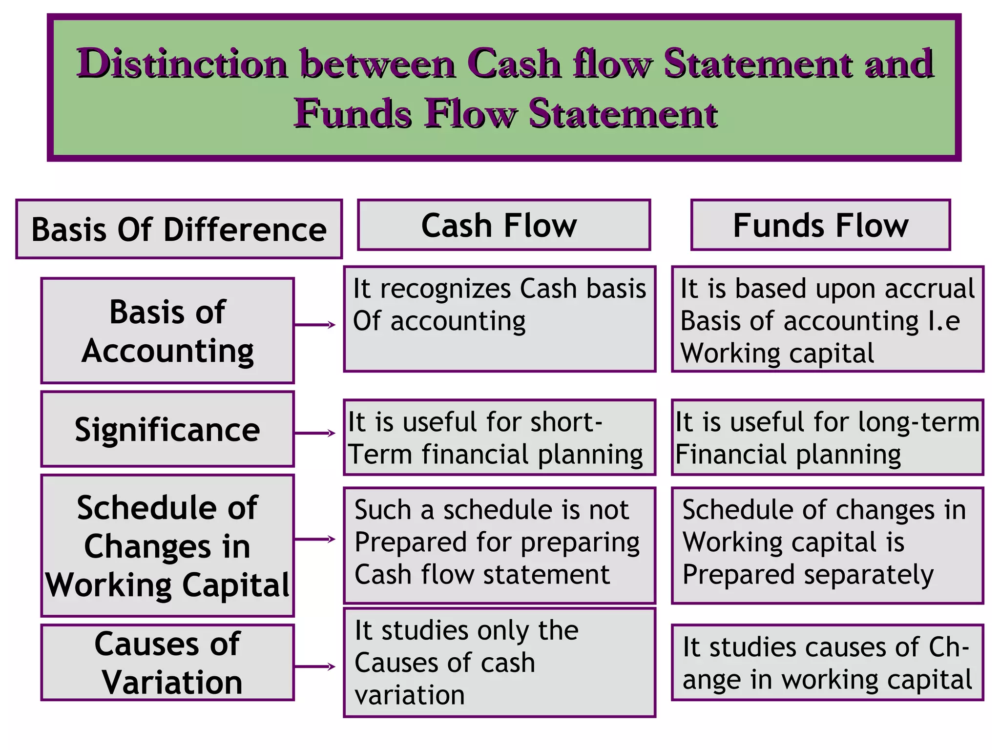 Distinction between Cash flow Statement and
Funds Flow Statement
Basis Of Difference
Cash Flow
Funds Flow
Basis of
Accounting
It recognizes Cash basis
Of accounting
It is based upon accrual
Basis of accounting I.e
Working capital
Significance
It is useful for short-
Term financial planning
It is useful for long-term
Financial planning
Schedule of
Changes in
Working Capital
Such a schedule is not
Prepared for preparing
Cash flow statement
Schedule of changes in
Working capital is
Prepared separately
Causes of
Variation
It studies only the
Causes of cash
variation
It studies causes of Ch-
ange in working capital